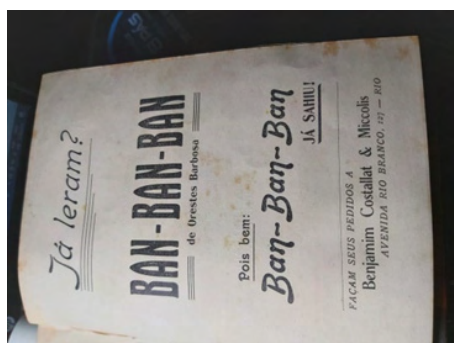 Já leram?
BAN-BAN-BAN
de Orestes Barbosa
Pois bem:
Ban-Ban-Ban
JÁ SAHIU!
FAÇAM SEUS PEDIDOS A
Benjamim Costallat & Miccolis
AVENIDA RIO BRANCO, 127 — RIO